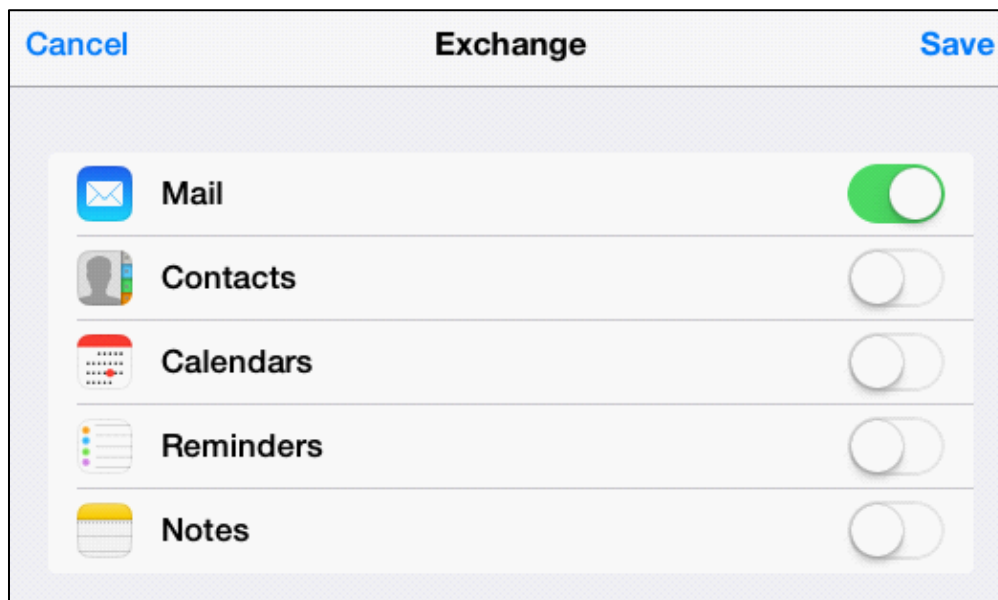 Cancel Exchange Save
Mail
Contacts
Calendars
Reminders
Notes